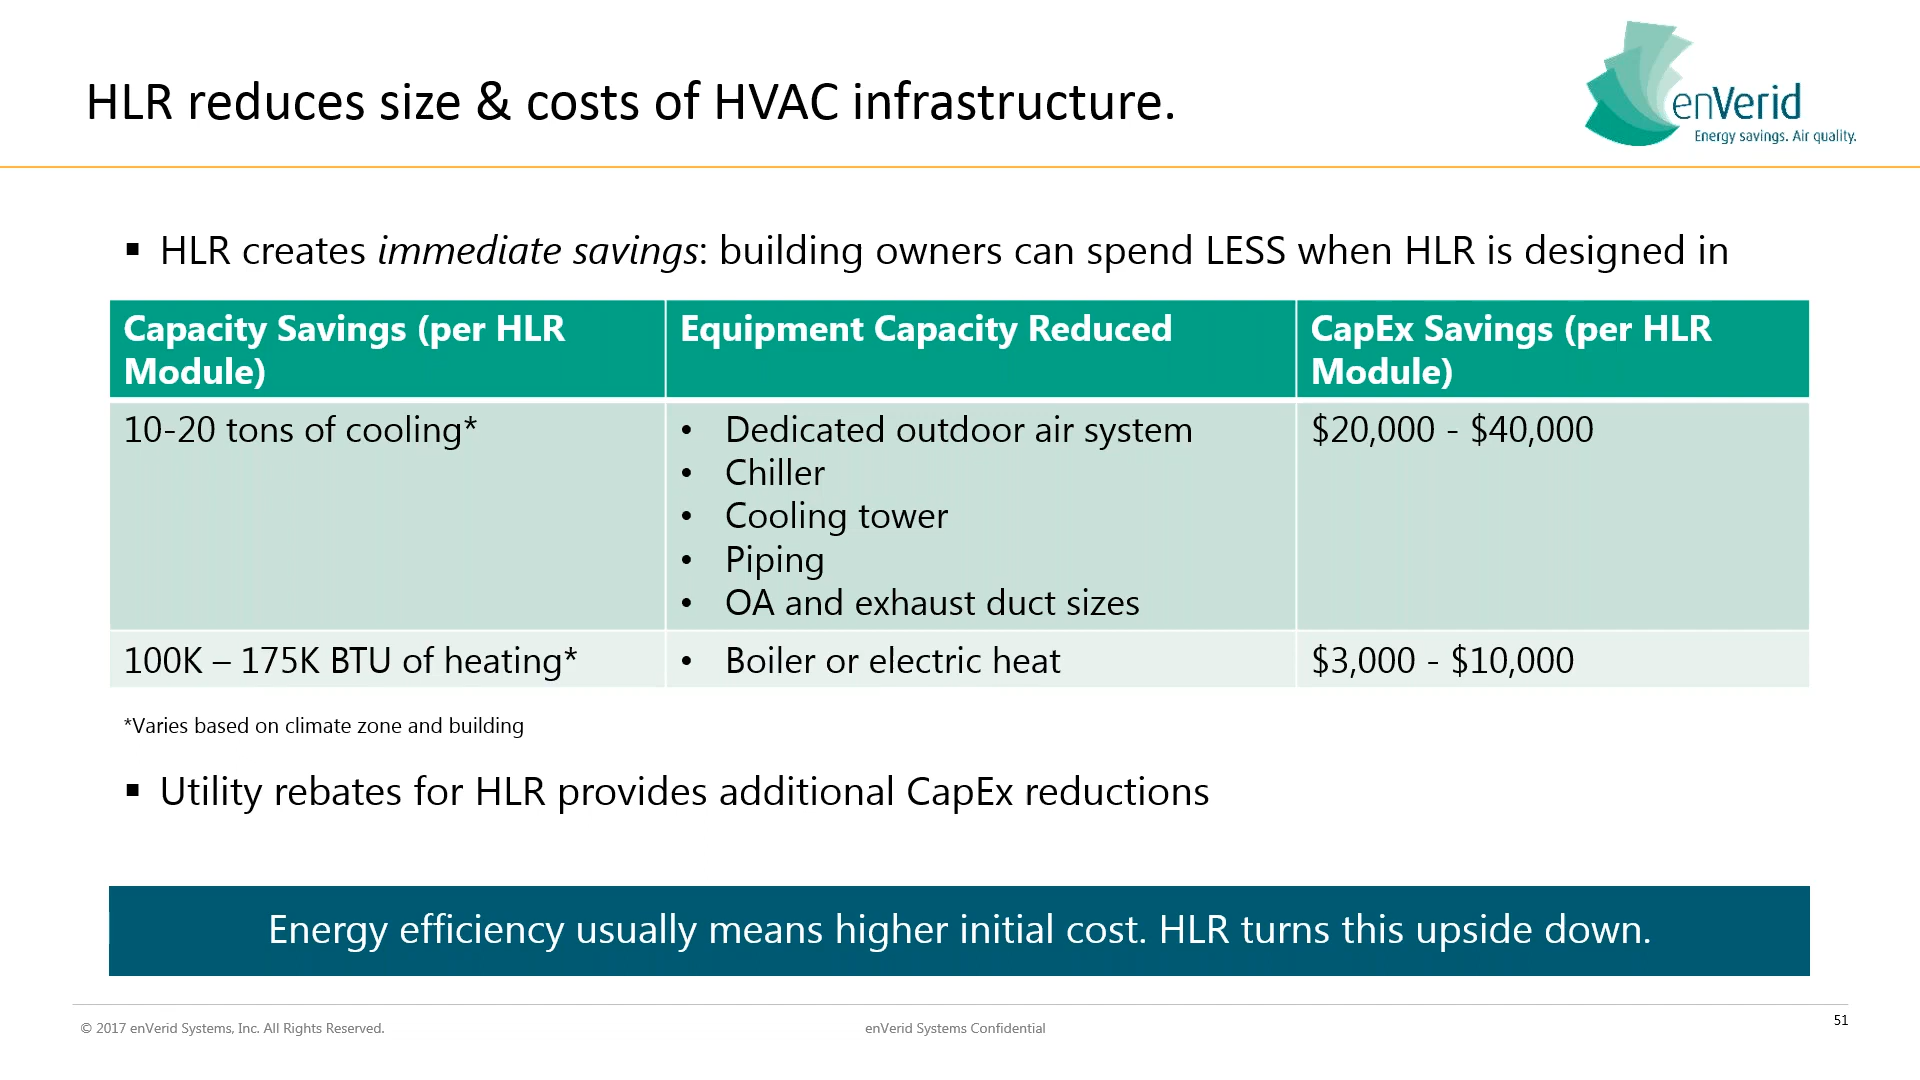 HLR reduces size & costs of HVAC infrastructure.
enVerid
Energy savings. Air quality.
▪ HLR creates immediate savings: building owners can spend LESS when HLR is designed in
Capacity Savings (per HLR
Module)
Equipment Capacity Reduced
CapEx Savings (per HLR
Module)
10-20 tons of cooling*
• Dedicated outdoor air system
• Chiller
• Cooling tower
• Piping
• OA and exhaust duct sizes
$20,000 - $40,000
100K – 175K BTU of heating*
• Boiler or electric heat
$3,000 - $10,000
*Varies based on climate zone and building
▪ Utility rebates for HLR provides additional CapEx reductions
Energy efficiency usually means higher initial cost. HLR turns this upside down.
© 2017 enVerid Systems, Inc. All Rights Reserved.
enVerid Systems Confidential
51